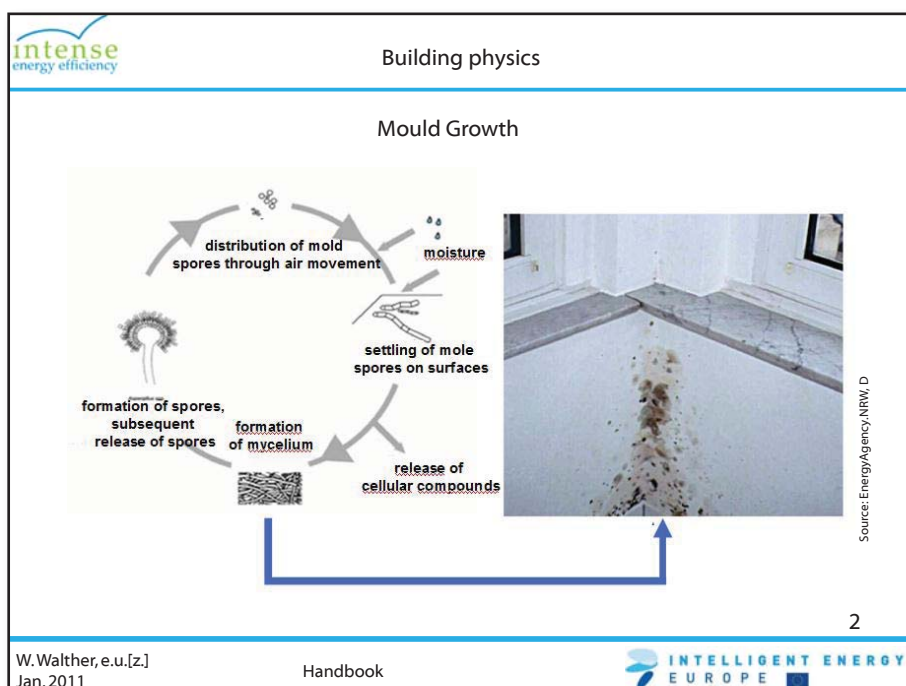 intense
energy efficiency
Building physics
Mould Growth
distribution of mold
spores through air movement
moisture
settling of mole
spores on surfaces
formation of spores,
subsequent
release of spores
formation
of mycelium
release of
cellular compounds
Source: EnergyAgency.NRW, D
2
W. Walther, e.u.[z.]
Jan. 2011
Handbook
INTELLIGENT ENERGY
EUROPE